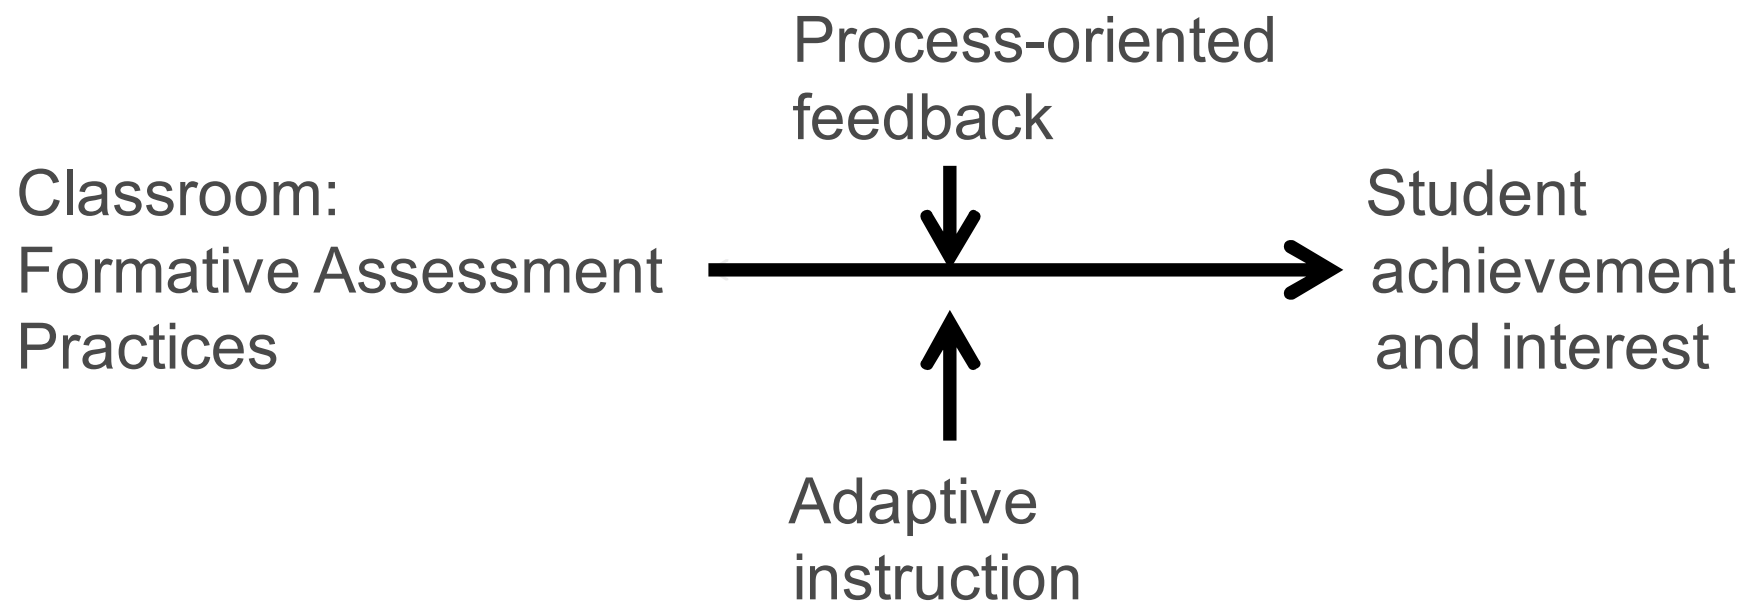 Process-oriented
feedback
Classroom:
Formative Assessment
Practices
Student
achievement
and interest
Adaptive
instruction